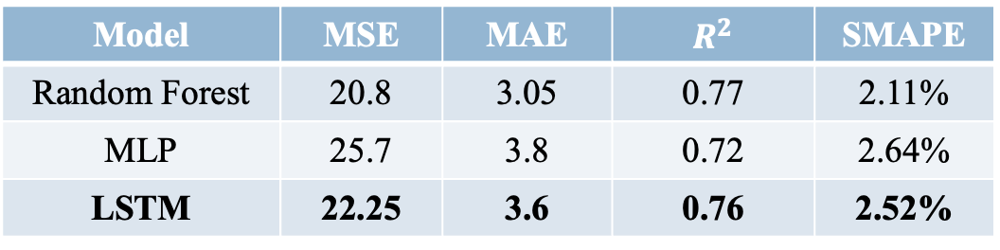 Model MSE MAE R² SMAPE
Random Forest 20.8 3.05 0.77 2.11%
MLP 25.7 3.8 0.72 2.64%
LSTM 22.25 3.6 0.76 2.52%